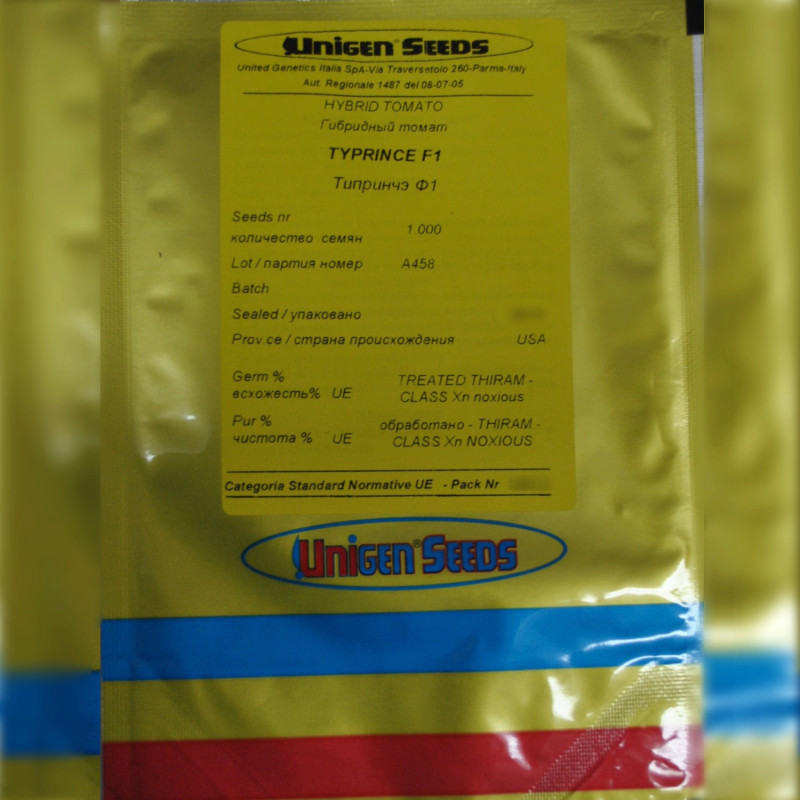 UNIGEN® SEEDS
United Genetics Italia SpA-Via Traversetolo 260-Parma-Italy
Aut. Regionale 1487 del 08-07-05
HYBRID TOMATO
Гибридный томат
TYPRINCE F1
Типринчэ Ф1
Seeds nr
количество семян 1.000
Lot / партия номер A458
Batch
Sealed / упаковано
Prov.ce / страна происхождения USA
Germ % TREATED THIRAM -
всхожесть% UE CLASS Xn noxious
Pur % обработано - THIRAM -
чистота % UE CLASS Xn NOXIOUS
Categoria Standard Normative UE - Pack Nr
UNIGEN® SEEDS